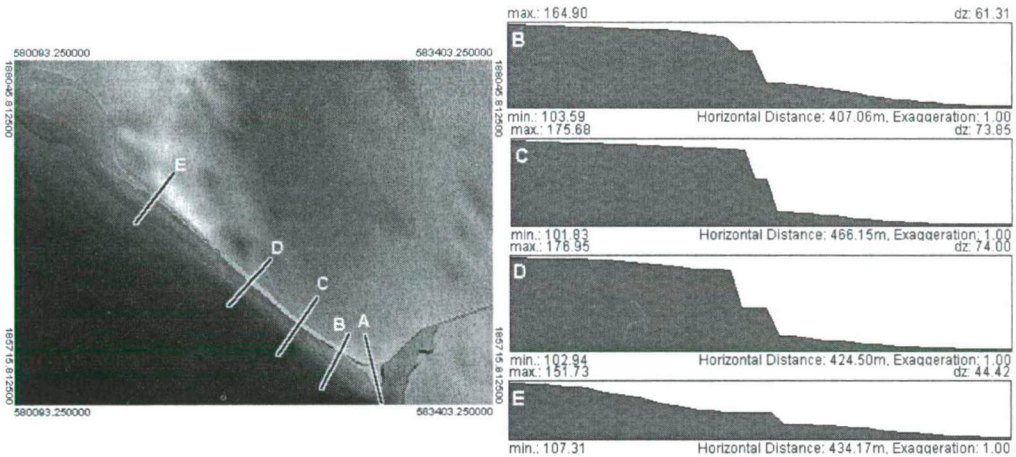 580093.250000 583403.250000
188045.812500 188045.812500
E
D
C
B A
185715.812500 185715.812500
580093.250000 583403.250000
max.: 164.90 dz: 61.31
B
min.: 103.59 Horizontal Distance: 407.06m, Exaggeration: 1.00
max.: 175.68 dz: 73.85
C
min.: 101.83 Horizontal Distance: 466.15m, Exaggeration: 1.00
max.: 176.95 dz: 74.00
D
min.: 102.94 Horizontal Distance: 424.50m, Exaggeration: 1.00
max.: 151.73 dz: 44.42
E
min.: 107.31 Horizontal Distance: 434.17m, Exaggeration: 1.00